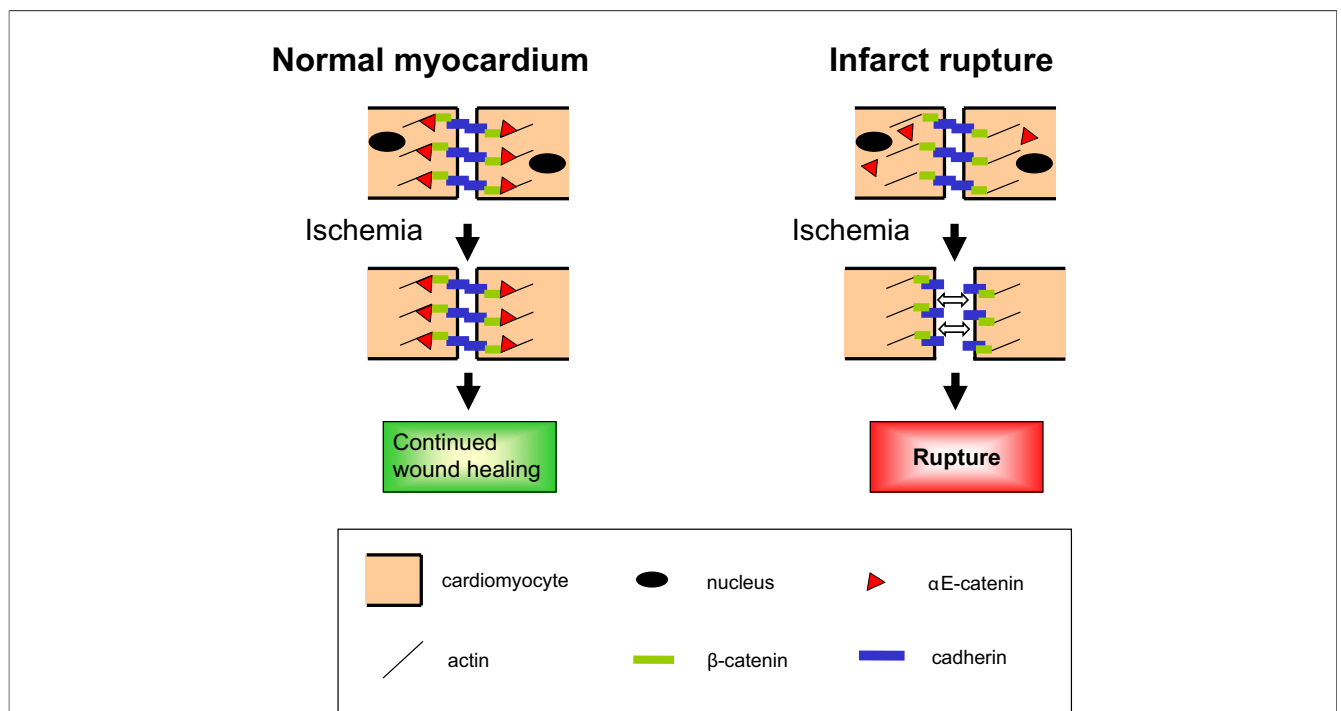 Normal myocardium
Infarct rupture
Ischemia
Ischemia
Continued
wound healing
Rupture
cardiomyocyte
nucleus
αE-catenin
actin
β-catenin
cadherin